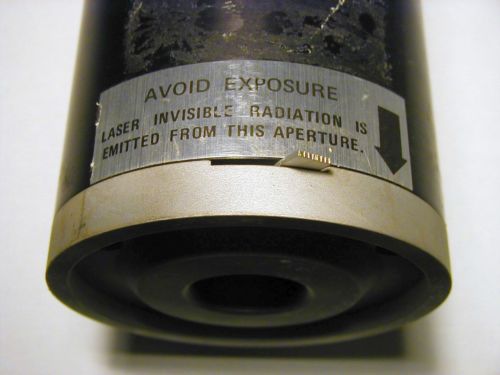 AVOID EXPOSURE
LASER INVISIBLE RADIATION IS
EMITTED FROM THIS APERTURE.